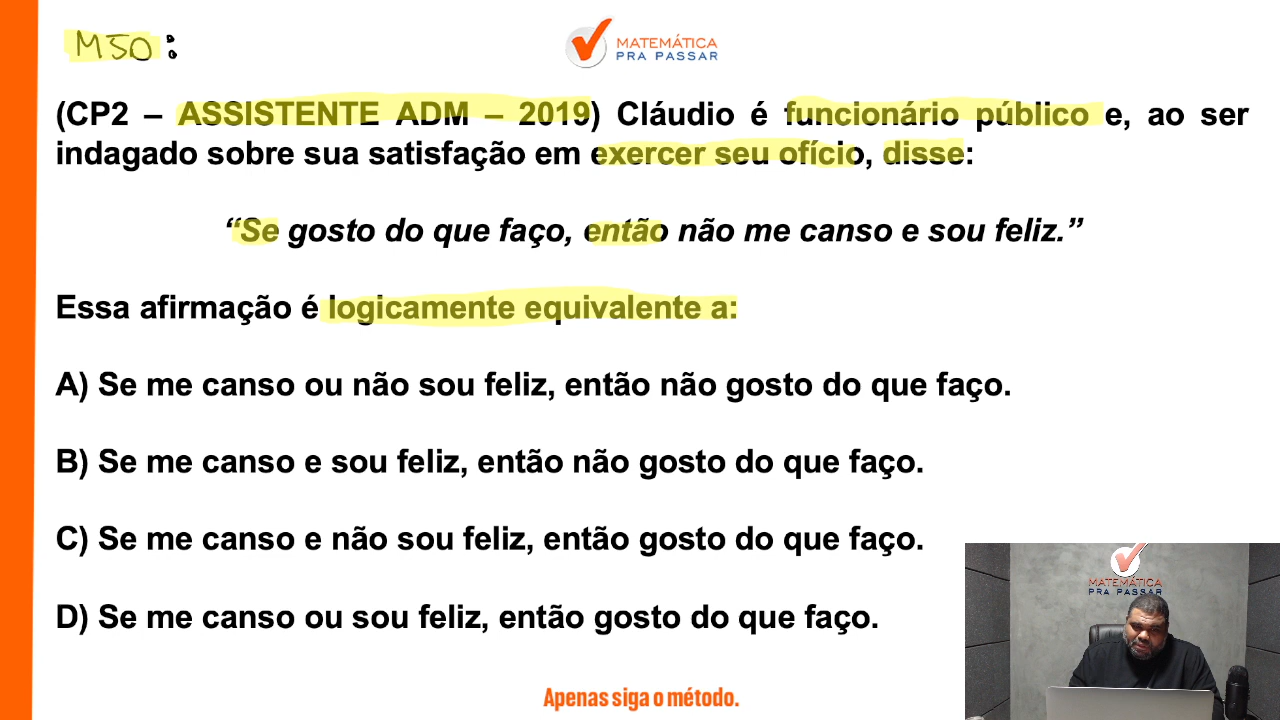 M50:
MATEMÁTICA
PRA PASSAR
(CP2 – ASSISTENTE ADM – 2019) Cláudio é funcionário público e, ao ser
indagado sobre sua satisfação em exercer seu ofício, disse:
“Se gosto do que faço, então não me canso e sou feliz.”
Essa afirmação é logicamente equivalente a:
A) Se me canso ou não sou feliz, então não gosto do que faço.
B) Se me canso e sou feliz, então não gosto do que faço.
C) Se me canso e não sou feliz, então gosto do que faço.
D) Se me canso ou sou feliz, então gosto do que faço.
MATEMÁTICA
PRA PASSAR
Apenas siga o método.